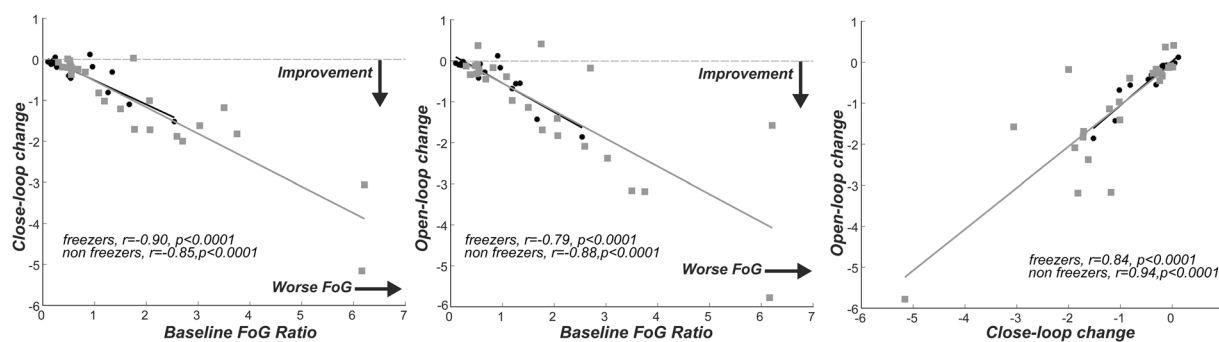 1
0
-1
-2
-3
-4
-5
-6
Close-loop change
Improvement
freezers, r=-0.90, p<0.0001
non freezers, r=-0.85,p<0.0001
Worse FoG
0 1 2 3 4 5 6 7
Baseline FoG Ratio
1
0
-1
-2
-3
-4
-5
-6
Open-loop change
Improvement
freezers, r=-0.79, p<0.0001
non freezers, r=-0.88,p<0.0001
Worse FoG
0 1 2 3 4 5 6 7
Baseline FoG Ratio
1
0
-1
-2
-3
-4
-5
-6
Open-loop change
freezers, r=0.84, p<0.0001
non freezers, r=0.94,p<0.0001
-6 -5 -4 -3 -2 -1 0
Close-loop change